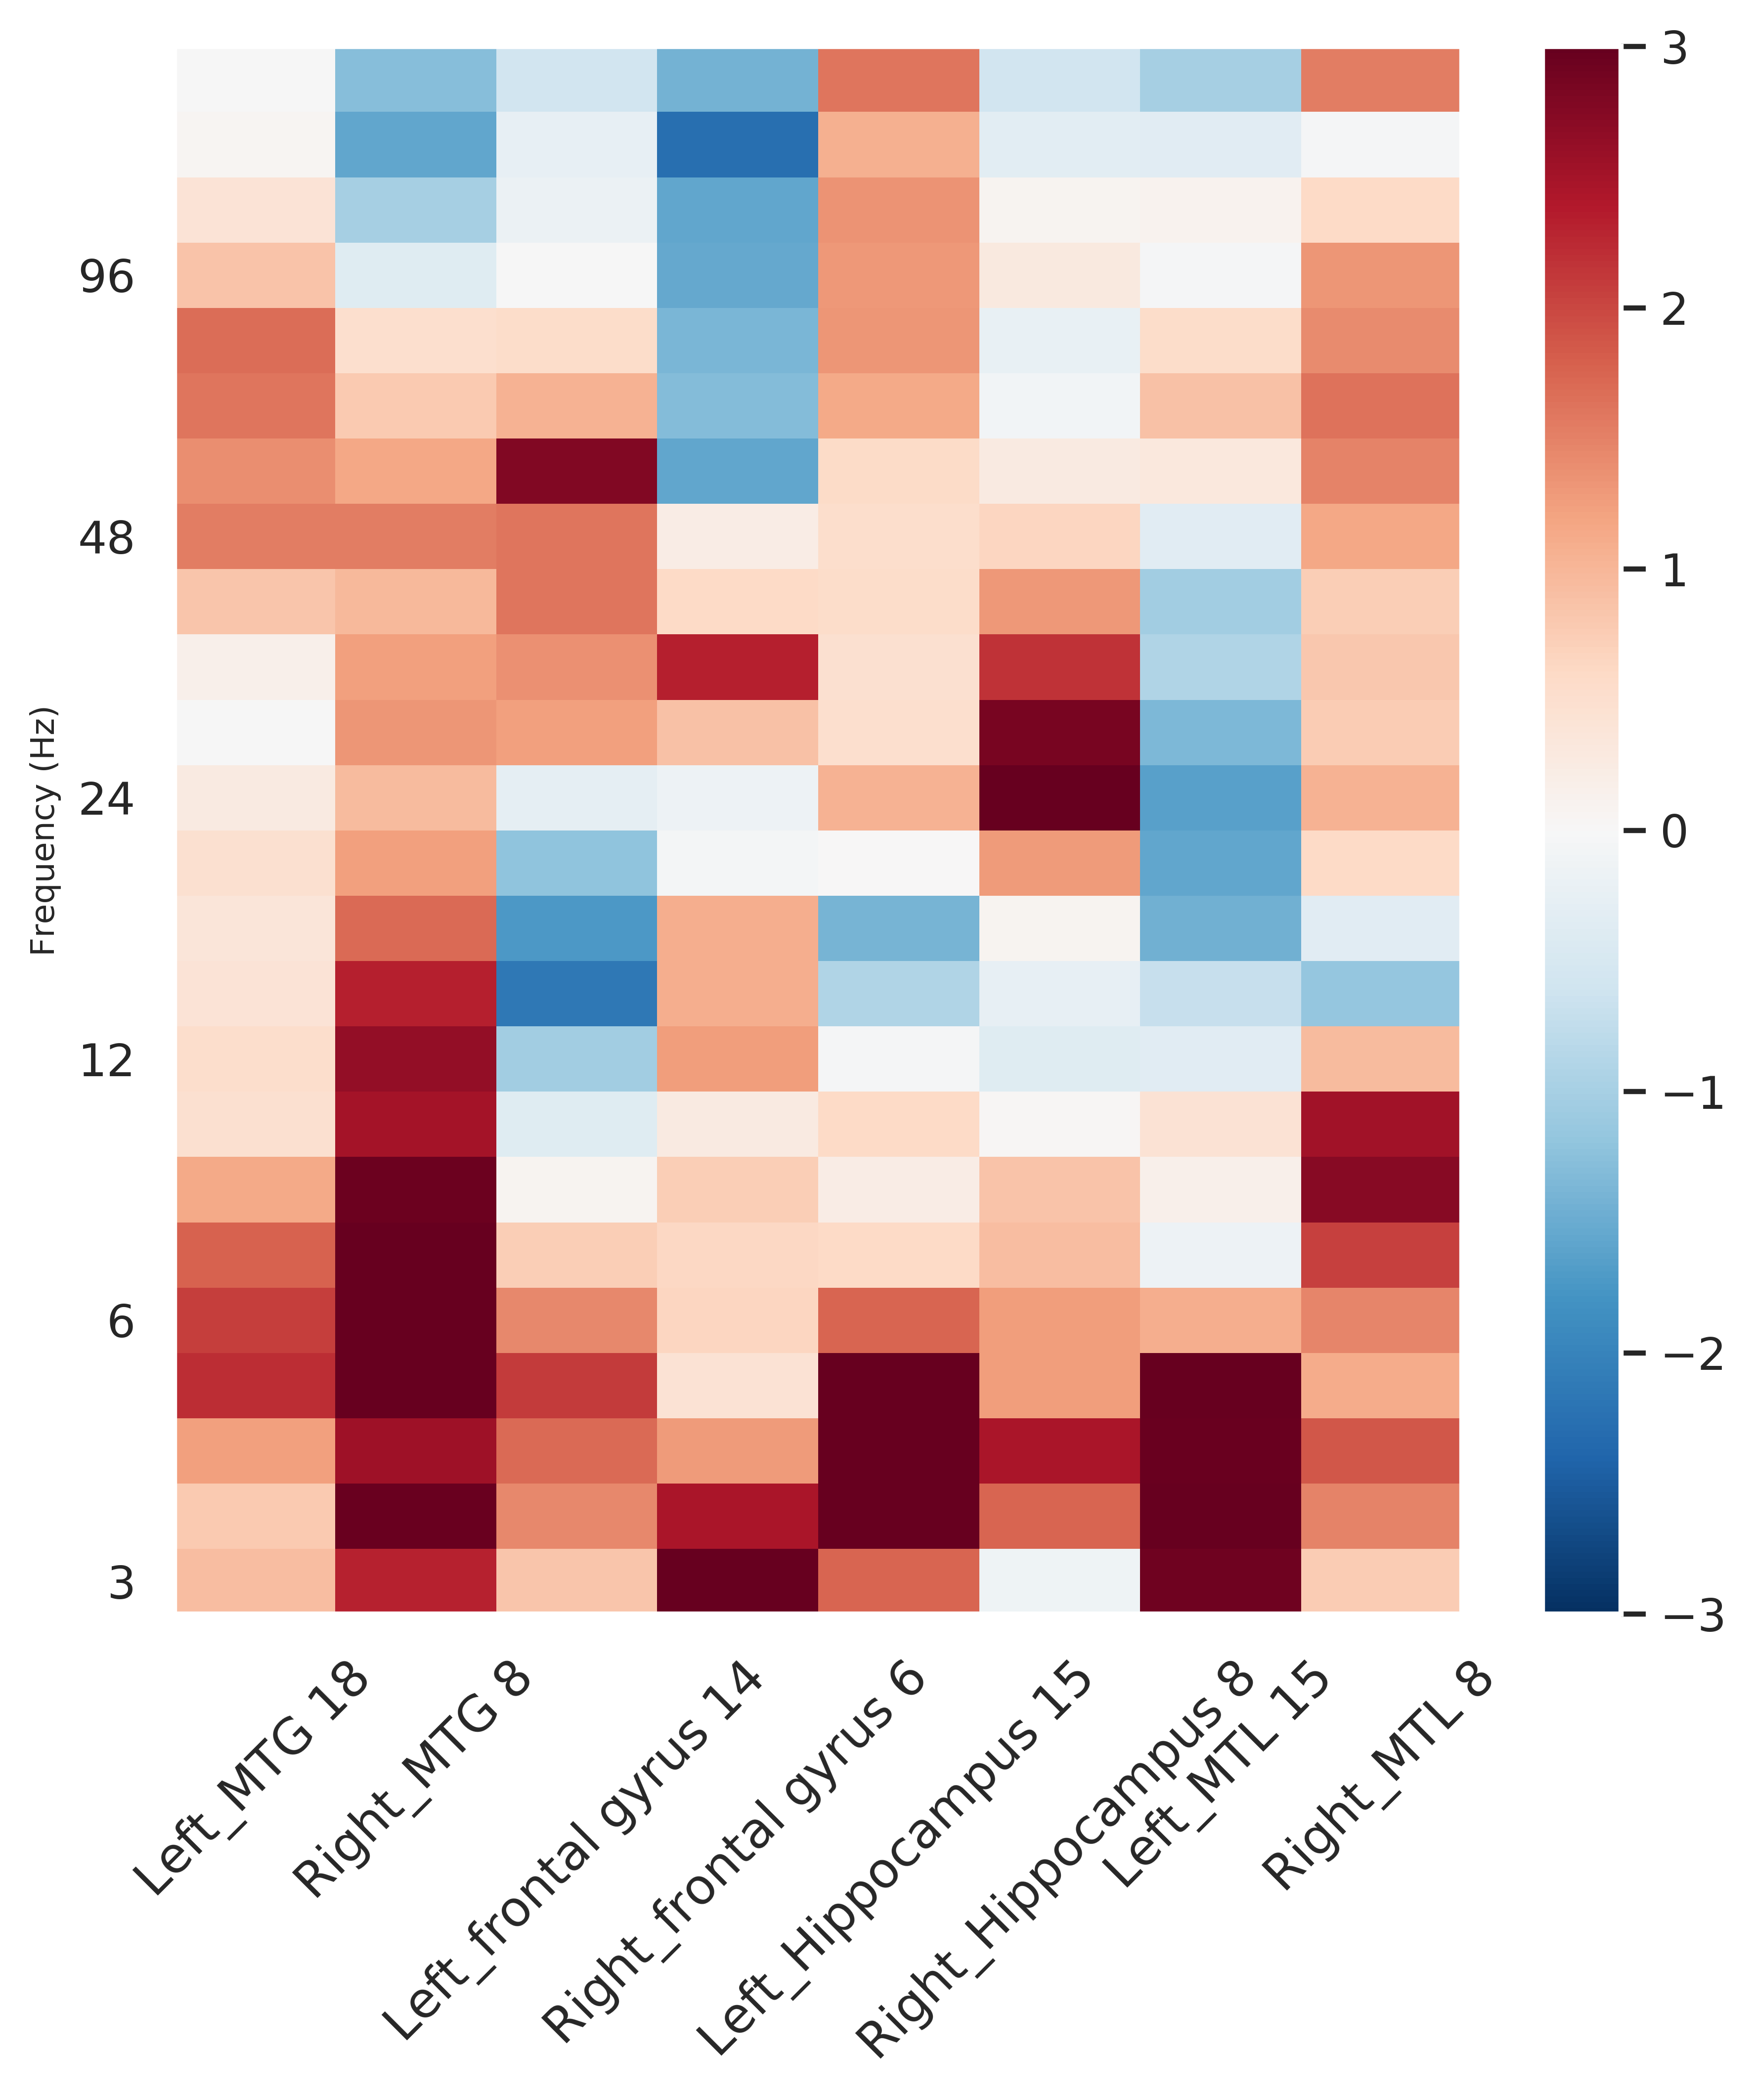 Frequency (Hz)
96
48
24
12
6
3
Left_MTG 18
Right_MTG 8
Left_frontal gyrus 14
Right_frontal gyrus 6
Left_Hippocampus 15
Right_Hippocampus 8
Left_MTL 15
Right_MTL 8
3
2
1
0
−1
−2
−3